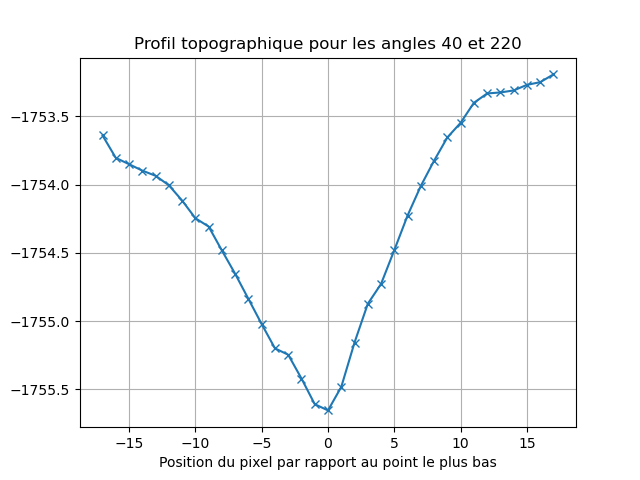 Profil topographique pour les angles 40 et 220
−1753.5
−1754.0
−1754.5
−1755.0
−1755.5
−15 −10 −5 0 5 10 15
Position du pixel par rapport au point le plus bas